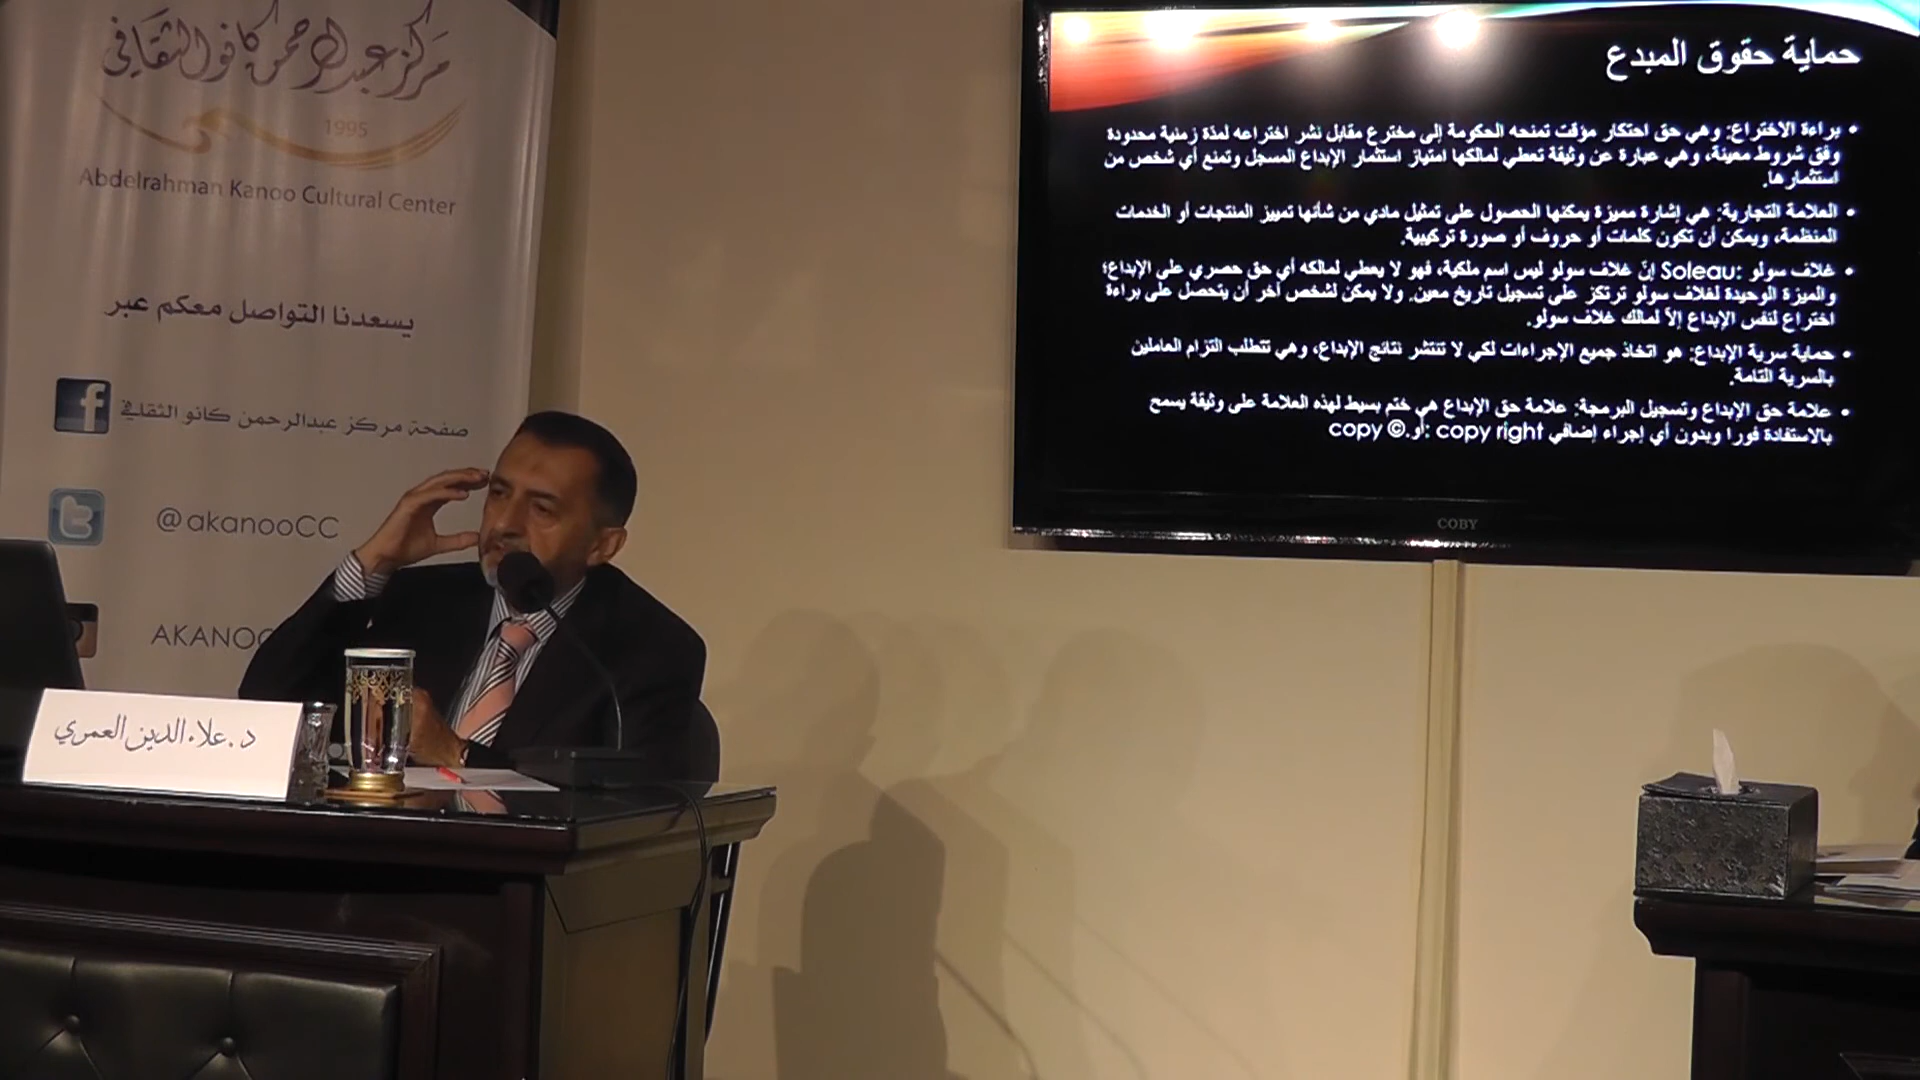 مركز عبدالرحمن كانو الثقافي
1995
Abdelrahman Kanoo Cultural Center
يسعدنا التواصل معكم عبر
صفحة مركز عبدالرحمن كانو الثقافي
@akanooCC
AKANOO
د. علاء الدين العمري
حماية حقوق المبدع
• براءة الاختراع: وهي حق احتكار مؤقت تمنحه الحكومة إلى مخترع مقابل نشر اختراعه لمدّة زمنية محدودة
وفق شروط معينة، وهي عبارة عن وثيقة تعطي لمالكها امتياز استثمار الإبداع المسجل وتمنع أي شخص من
استثمارها.
• العلامة التجارية: هي إشارة مميزة يمكنها الحصول على تمثيل مادي من شأنها تمييز المنتجات أو الخدمات
المنظمة، ويمكن أن تكون كلمات أو حروف أو صورة تركيبية.
• غلاف سولو :Soleau إنّ غلاف سولو ليس اسم ملكية، فهو لا يعطي لمالكه أي حق حصري على الإبداع؛
والميزة الوحيدة لغلاف سولو ترتكز على تسجيل تاريخ معين. ولا يمكن لشخص آخر أن يتحصل على براءة
اختراع لنفس الإبداع إلاّ لمالك غلاف سولو.
• حماية سرية الإبداع: هو اتخاذ جميع الإجراءات لكي لا تنتشر نتائج الإبداع، وهي تتطلب التزام العاملين
بالسرية التامة.
• علامة حق الإبداع وتسجيل البرمجة: علامة حق الإبداع هي ختم بسيط لهذه العلامة على وثيقة يسمح
بالاستفادة فورا وبدون أي إجراء إضافي copy right :أو.© copy
COBY